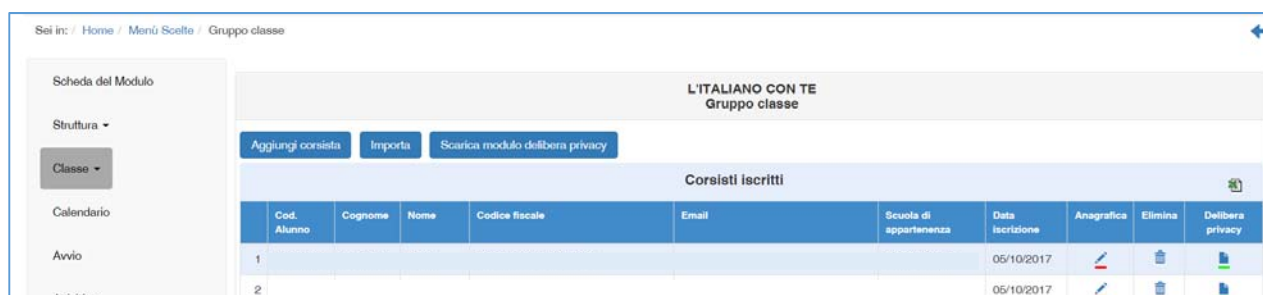 Sei in: / Home / Menù Scelte / Gruppo classe
Scheda del Modulo
Struttura
Classe
Calendario
Avvio
L'ITALIANO CON TE
Gruppo classe
Aggiungi corsista Importa Scarica modulo delibera privacy
Corsisti iscritti
Cod. Alunno Cognome Nome Codice fiscale Email Scuola di appartenenza Data iscrizione Anagrafica Elimina Delibera privacy
1 05/10/2017
2 05/10/2017